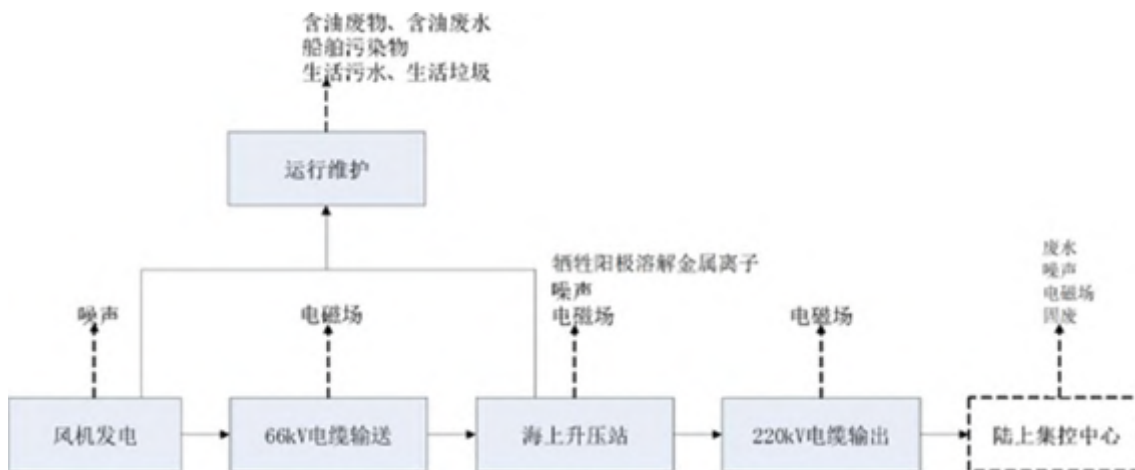 含油废物、含油废水
船舶污染物
生活污水、生活垃圾
运行维护
牺牲阳极溶解金属离子
噪声
电磁场
噪声
电磁场
电磁场
废水
噪声
电磁场
固废
风机发电
66kV电缆输送
海上升压站
220kV电缆输出
陆上集控中心